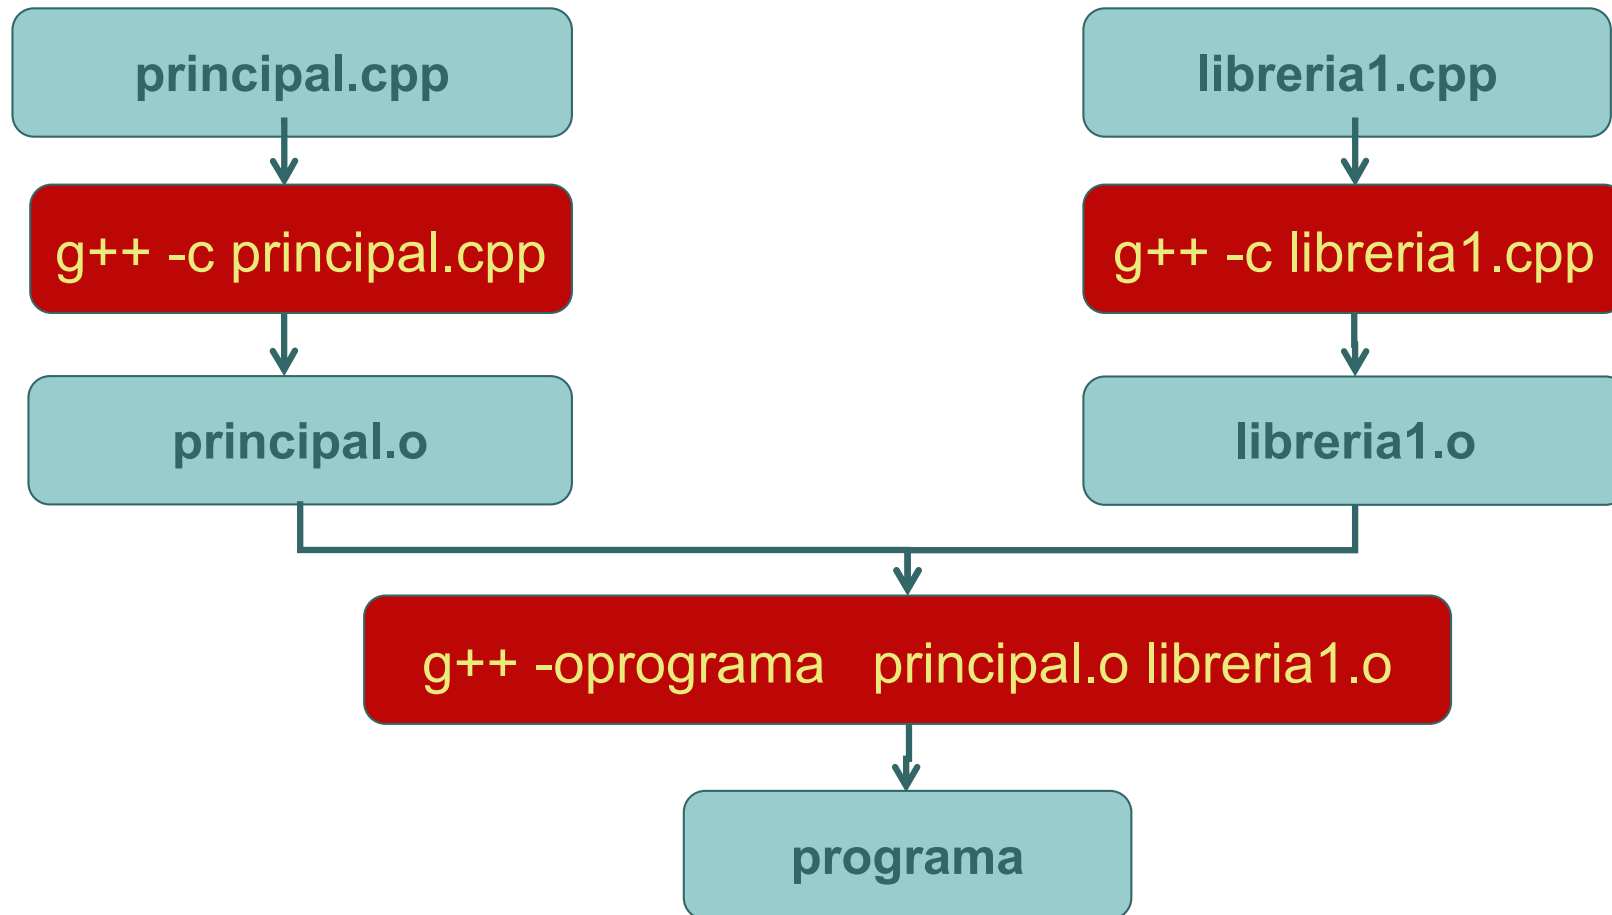 principal.cpp
libreria1.cpp
g++ -c principal.cpp
g++ -c libreria1.cpp
principal.o
libreria1.o
g++ -oprograma   principal.o libreria1.o
programa